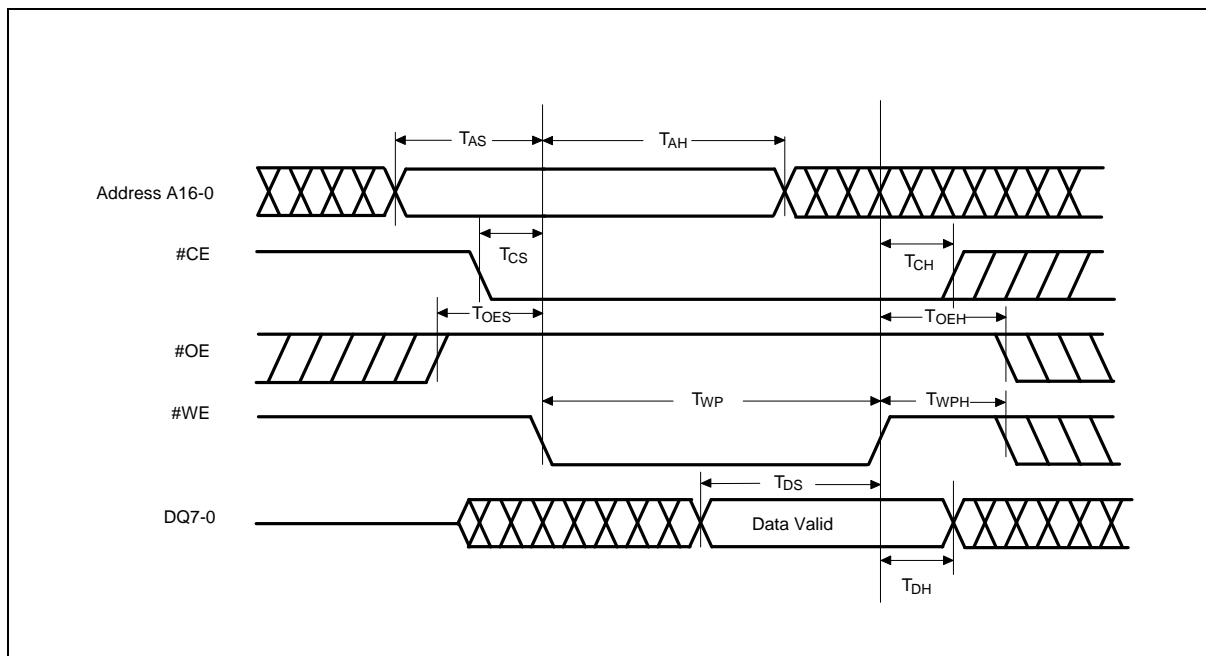 TAS
TAH
Address A16-0
TCS
#CE
TCH
TOES
TOEH
#OE
TWP
TWPH
#WE
TDS
DQ7-0
Data Valid
TDH